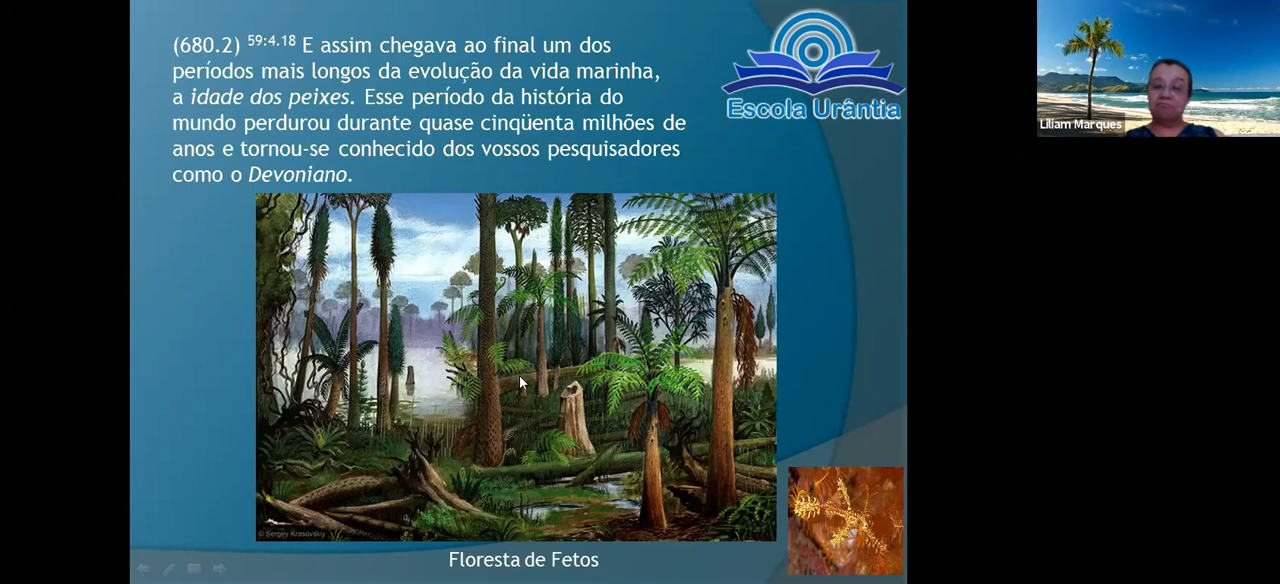 (680.2) 59:4.18 E assim chegava ao final um dos
períodos mais longos da evolução da vida marinha,
a idade dos peixes. Esse período da história do
mundo perdurou durante quase cinqüenta milhões de
anos e tornou-se conhecido dos vossos pesquisadores
como o Devoniano.
Escola Urântia
Liliam Marques
© Sergey Krasovskiy
Floresta de Fetos